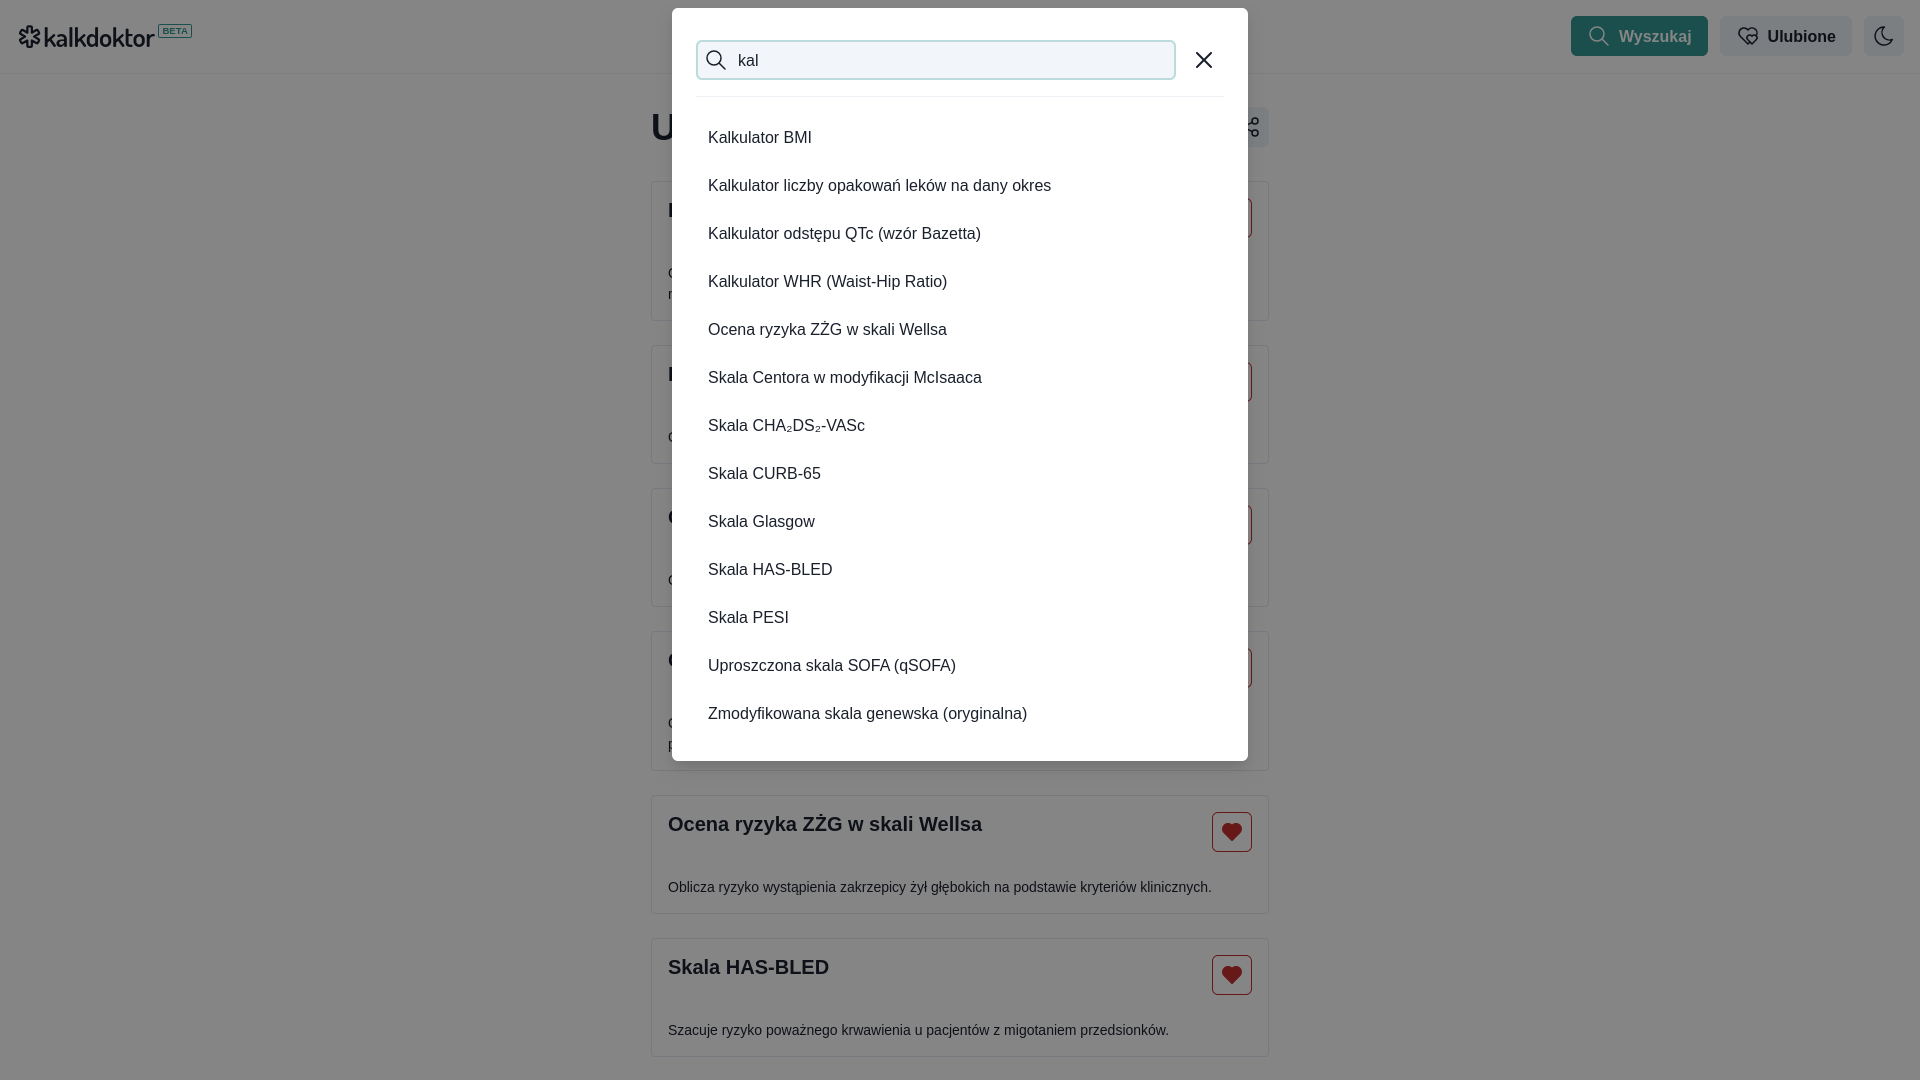 kalkdoktor BETA
Wyszukaj
Ulubione
kal
Kalkulator BMI
Kalkulator liczby opakowań leków na dany okres
Kalkulator odstępu QTc (wzór Bazetta)
Kalkulator WHR (Waist-Hip Ratio)
Ocena ryzyka ZŻG w skali Wellsa
Skala Centora w modyfikacji McIsaaca
Skala CHA₂DS₂-VASc
Skala CURB-65
Skala Glasgow
Skala HAS-BLED
Skala PESI
Uproszczona skala SOFA (qSOFA)
Zmodyfikowana skala genewska (oryginalna)
Ocena ryzyka ZŻG w skali Wellsa
Oblicza ryzyko wystąpienia zakrzepicy żył głębokich na podstawie kryteriów klinicznych.
Skala HAS-BLED
Szacuje ryzyko poważnego krwawienia u pacjentów z migotaniem przedsionków.